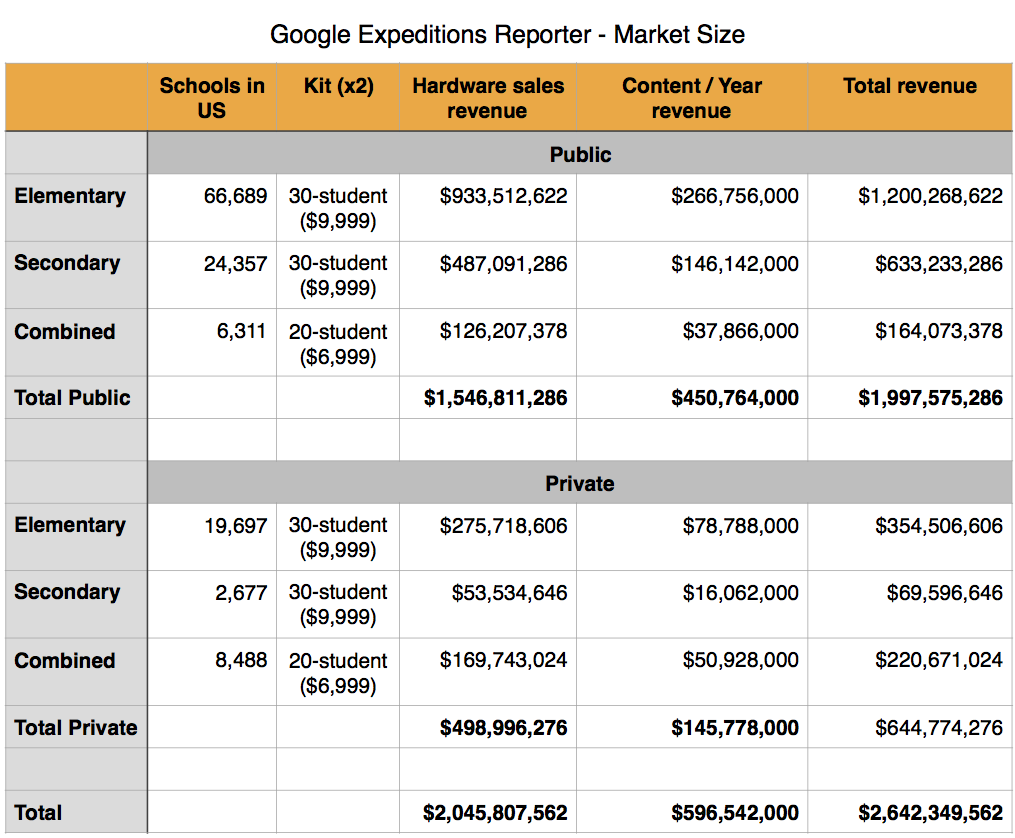 Google Expeditions Reporter - Market Size
Schools in US Kit (x2) Hardware sales revenue Content / Year revenue Total revenue
Public
Elementary 66,689 30-student ($9,999) $933,512,622 $266,756,000 $1,200,268,622
Secondary 24,357 30-student ($9,999) $487,091,286 $146,142,000 $633,233,286
Combined 6,311 20-student ($6,999) $126,207,378 $37,866,000 $164,073,378
Total Public $1,546,811,286 $450,764,000 $1,997,575,286
Private
Elementary 19,697 30-student ($9,999) $275,718,606 $78,788,000 $354,506,606
Secondary 2,677 30-student ($9,999) $53,534,646 $16,062,000 $69,596,646
Combined 8,488 20-student ($6,999) $169,743,024 $50,928,000 $220,671,024
Total Private $498,996,276 $145,778,000 $644,774,276
Total $2,045,807,562 $596,542,000 $2,642,349,562